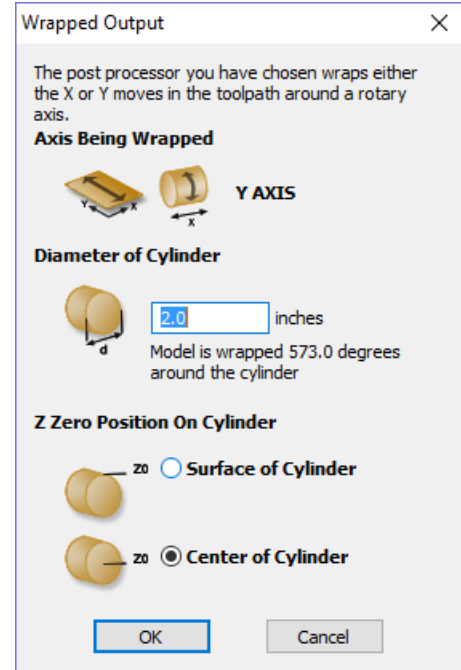 Wrapped Output
The post processor you have chosen wraps either
the X or Y moves in the toolpath around a rotary
axis.
Axis Being Wrapped
Y X
X
Y AXIS
Diameter of Cylinder
2.0 inches
d
Model is wrapped 573.0 degrees
around the cylinder
Z Zero Position On Cylinder
Z0 Surface of Cylinder
Z0 Center of Cylinder
OK Cancel